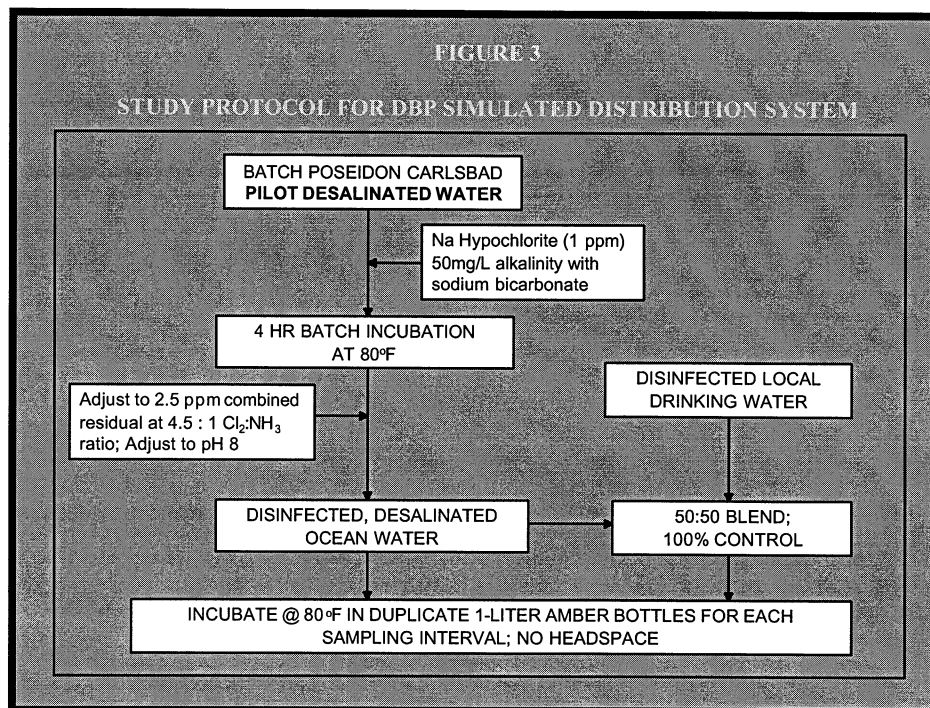 FIGURE 3
STUDY PROTOCOL FOR DBP SIMULATED DISTRIBUTION SYSTEM
BATCH POSEIDON CARLSBAD
PILOT DESALINATED WATER
Na Hypochlorite (1 ppm)
50mg/L alkalinity with
sodium bicarbonate
4 HR BATCH INCUBATION
AT 80ºF
DISINFECTED LOCAL
DRINKING WATER
Adjust to 2.5 ppm combined
residual at 4.5 : 1 Cl₂:NH₃
ratio; Adjust to pH 8
DISINFECTED, DESALINATED
OCEAN WATER
50:50 BLEND;
100% CONTROL
INCUBATE @ 80ºF IN DUPLICATE 1-LITER AMBER BOTTLES FOR EACH
SAMPLING INTERVAL; NO HEADSPACE